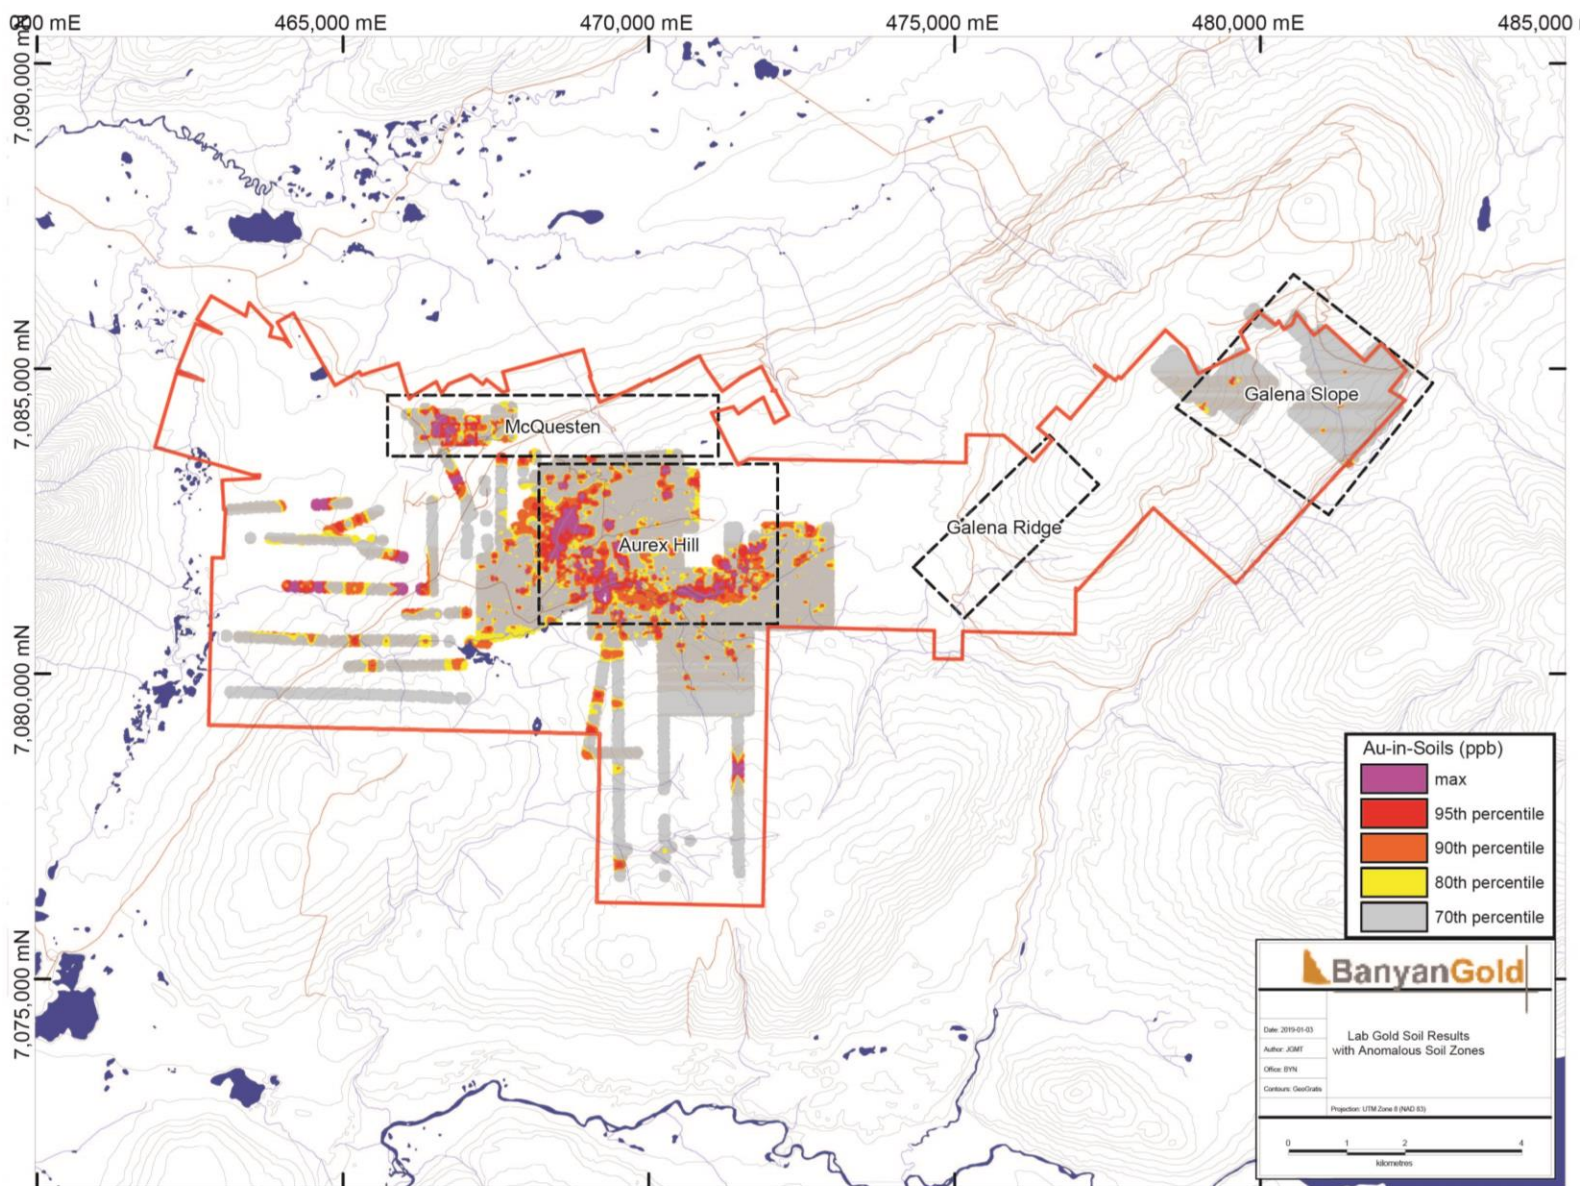 000 mE 465,000 mE 470,000 mE 475,000 mE 480,000 mE 485,000
7,090,000 mN
7,085,000 mN
7,080,000 mN
7,075,000 mN
McQuesten
Aurex Hill
Galena Ridge
Galena Slope
Au-in-Soils (ppb)
max
95th percentile
90th percentile
80th percentile
70th percentile
BanyanGold
Date: 2019-01-03
Author: JGMT
Office: BYN
Contours: GeoGratis
Lab Gold Soil Results
with Anomalous Soil Zones
Projection: UTM Zone 8 (NAD 83)
0 1 2 4
kilometres